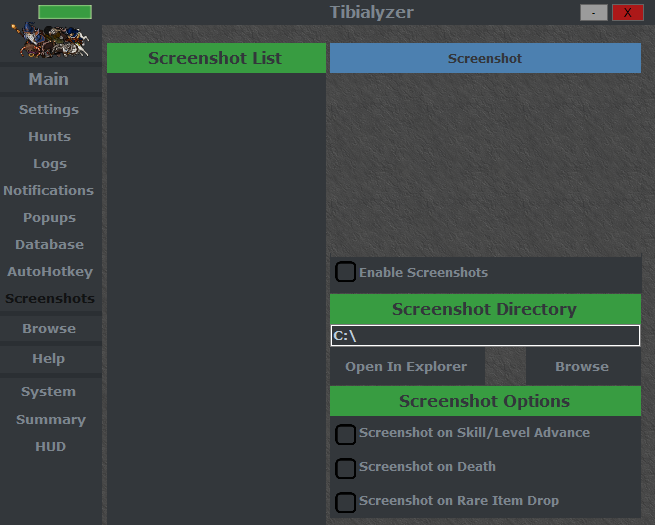 Tibialyzer
-
X
Main
Settings
Hunts
Logs
Notifications
Popups
Database
AutoHotkey
Screenshots
Browse
Help
System
Summary
HUD
Screenshot List
Screenshot
Enable Screenshots
Screenshot Directory
C:\
Open In Explorer
Browse
Screenshot Options
Screenshot on Skill/Level Advance
Screenshot on Death
Screenshot on Rare Item Drop